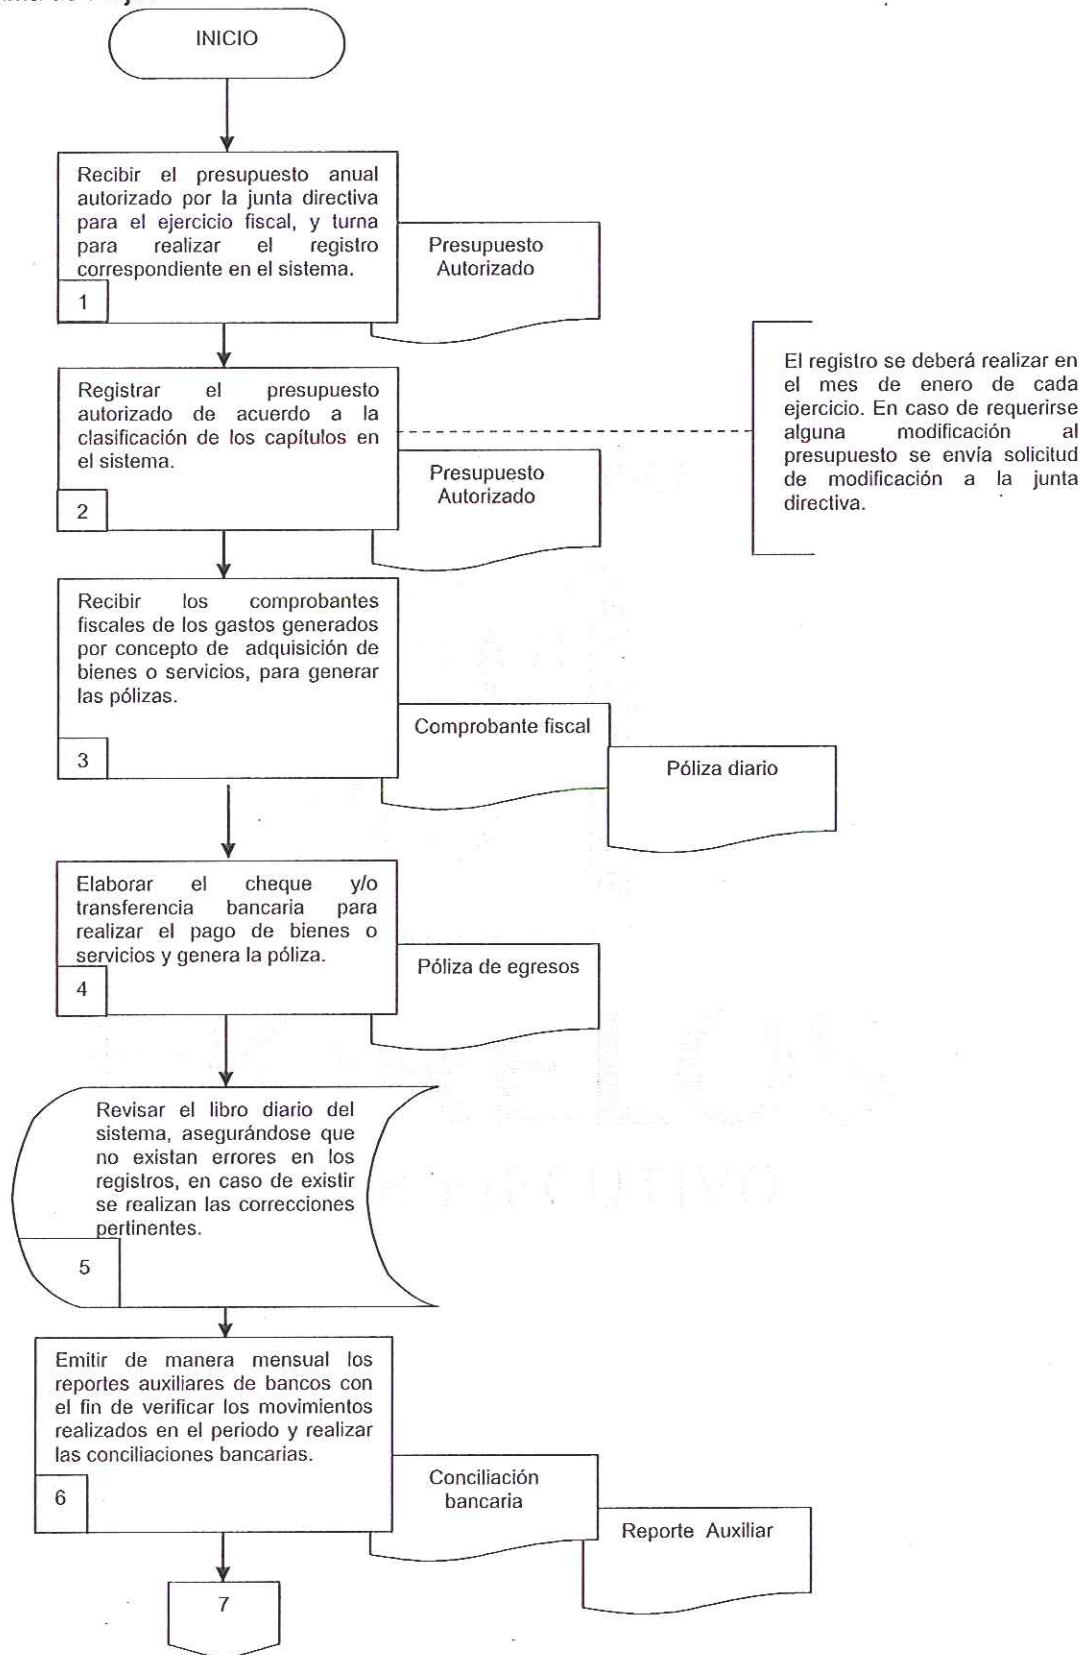 INICIO
Recibir el presupuesto anual
autorizado por la junta directiva
para el ejercicio fiscal, y turna
para realizar el registro
correspondiente en el sistema.
1
Presupuesto
Autorizado
Registrar el presupuesto
autorizado de acuerdo a la
clasificación de los capítulos en
el sistema.
2
Presupuesto
Autorizado
El registro se deberá realizar en
el mes de enero de cada
ejercicio. En caso de requerirse
alguna modificación al
presupuesto se envía solicitud
de modificación a la junta
directiva.
Recibir los comprobantes
fiscales de los gastos generados
por concepto de adquisición de
bienes o servicios, para generar
las pólizas.
3
Comprobante fiscal
Póliza diario
Elaborar el cheque y/o
transferencia bancaria para
realizar el pago de bienes o
servicios y genera la póliza.
4
Póliza de egresos
Revisar el libro diario del
sistema, asegurándose que
no existan errores en los
registros, en caso de existir
se realizan las correcciones
pertinentes.
5
Emitir de manera mensual los
reportes auxiliares de bancos con
el fin de verificar los movimientos
realizados en el periodo y realizar
las conciliaciones bancarias.
6
Conciliación
bancaria
Reporte Auxiliar
7